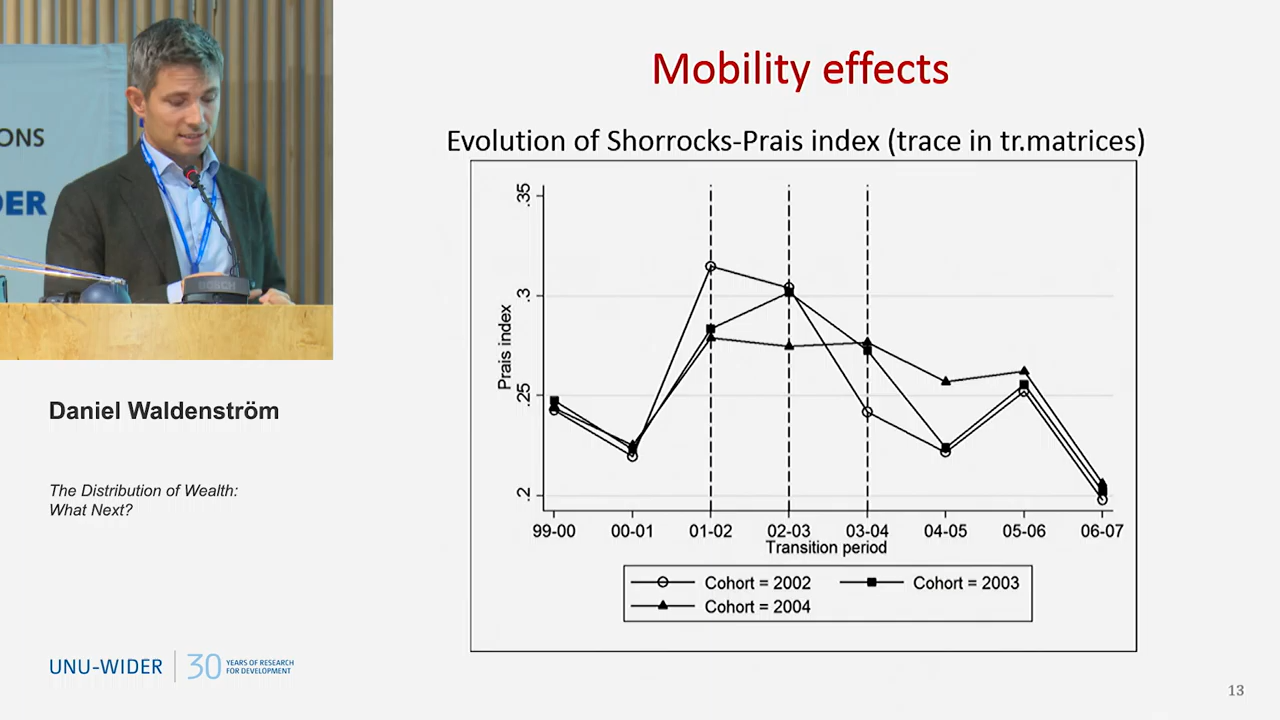 ONS
DER
BOSCH
Daniel Waldenström
The Distribution of Wealth:
What Next?
UNU-WIDER
30
YEARS OF RESEARCH
FOR DEVELOPMENT
Mobility effects
Evolution of Shorrocks-Prais index (trace in tr.matrices)
.35
.3
.25
.2
Prais index
99-00 00-01 01-02 02-03 03-04 04-05 05-06 06-07
Transition period
Cohort = 2002 Cohort = 2003
Cohort = 2004
13